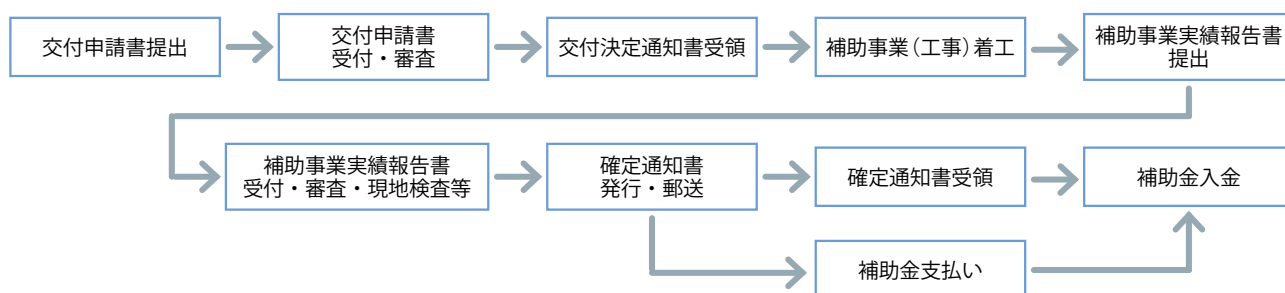 交付申請書提出
交付申請書
受付・審査
交付決定通知書受領
補助事業（工事）着工
補助事業実績報告書
提出
補助事業実績報告書
受付・審査・現地検査等
確定通知書
発行・郵送
確定通知書受領
補助金入金
補助金支払い